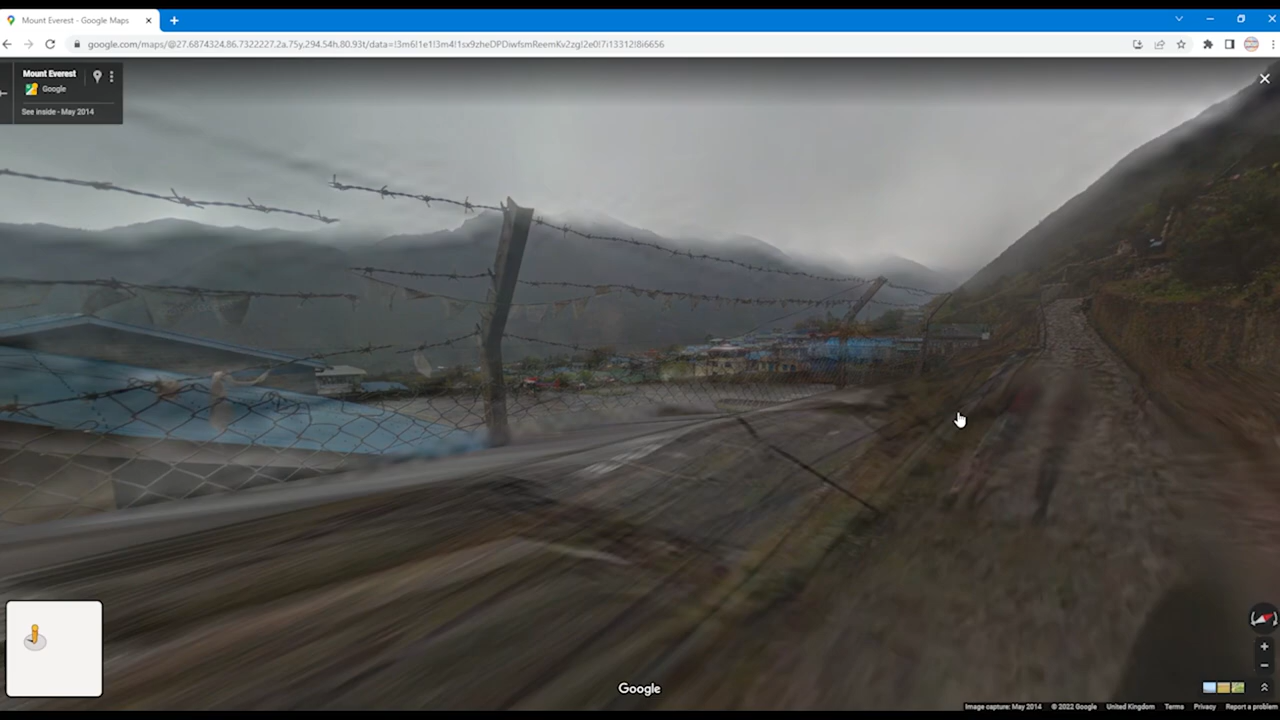 Mount Everest - Google Maps
google.com/maps/@27.6874324,86.7322227,2a,75y,294.54h,80.93t/data=!3m6!1e1!3m4!1sx9zheDPDiwfsmReemKv2zg!2e0!7i13312!8i6656
Mount Everest
Google
See inside - May 2014
Google
Image capture: May 2014 © 2022 Google United Kingdom Terms Privacy Report a problem